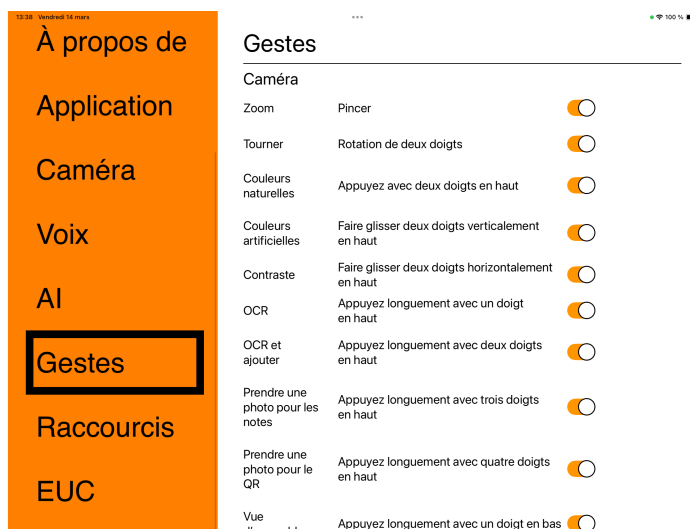 13:38 Vendredi 14 mars
100 %
À propos de
Application
Caméra
Voix
AI
Gestes
Raccourcis
EUC
Gestes
Caméra
Zoom Pincer
Tourner Rotation de deux doigts
Couleurs
naturelles
Appuyez avec deux doigts en haut
Couleurs
artificielles
Faire glisser deux doigts verticalement
en haut
Contraste
Faire glisser deux doigts horizontalement
en haut
OCR
Appuyez longuement avec un doigt
en haut
OCR et
ajouter
Appuyez longuement avec deux doigts
en haut
Prendre une
photo pour les
notes
Appuyez longuement avec trois doigts
en haut
Prendre une
photo pour le
QR
Appuyez longuement avec quatre doigts
en haut
Vue
Appuyez longuement avec un doigt en bas